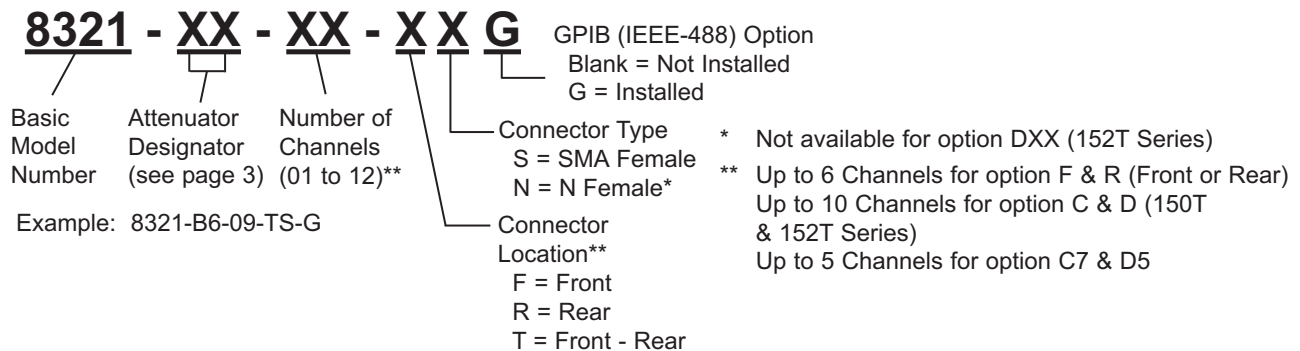 8321 - XX - XX - X X G
GPIB (IEEE-488) Option
Blank = Not Installed
G = Installed
Basic
Model
Number
Attenuator
Designator
(see page 3)
Number of
Channels
(01 to 12)**
Connector Type
S = SMA Female
N = N Female*
Connector
Location**
F = Front
R = Rear
T = Front - Rear
* Not available for option DXX (152T Series)
** Up to 6 Channels for option F & R (Front or Rear)
Up to 10 Channels for option C & D (150T
& 152T Series)
Up to 5 Channels for option C7 & D5
Example: 8321-B6-09-TS-G